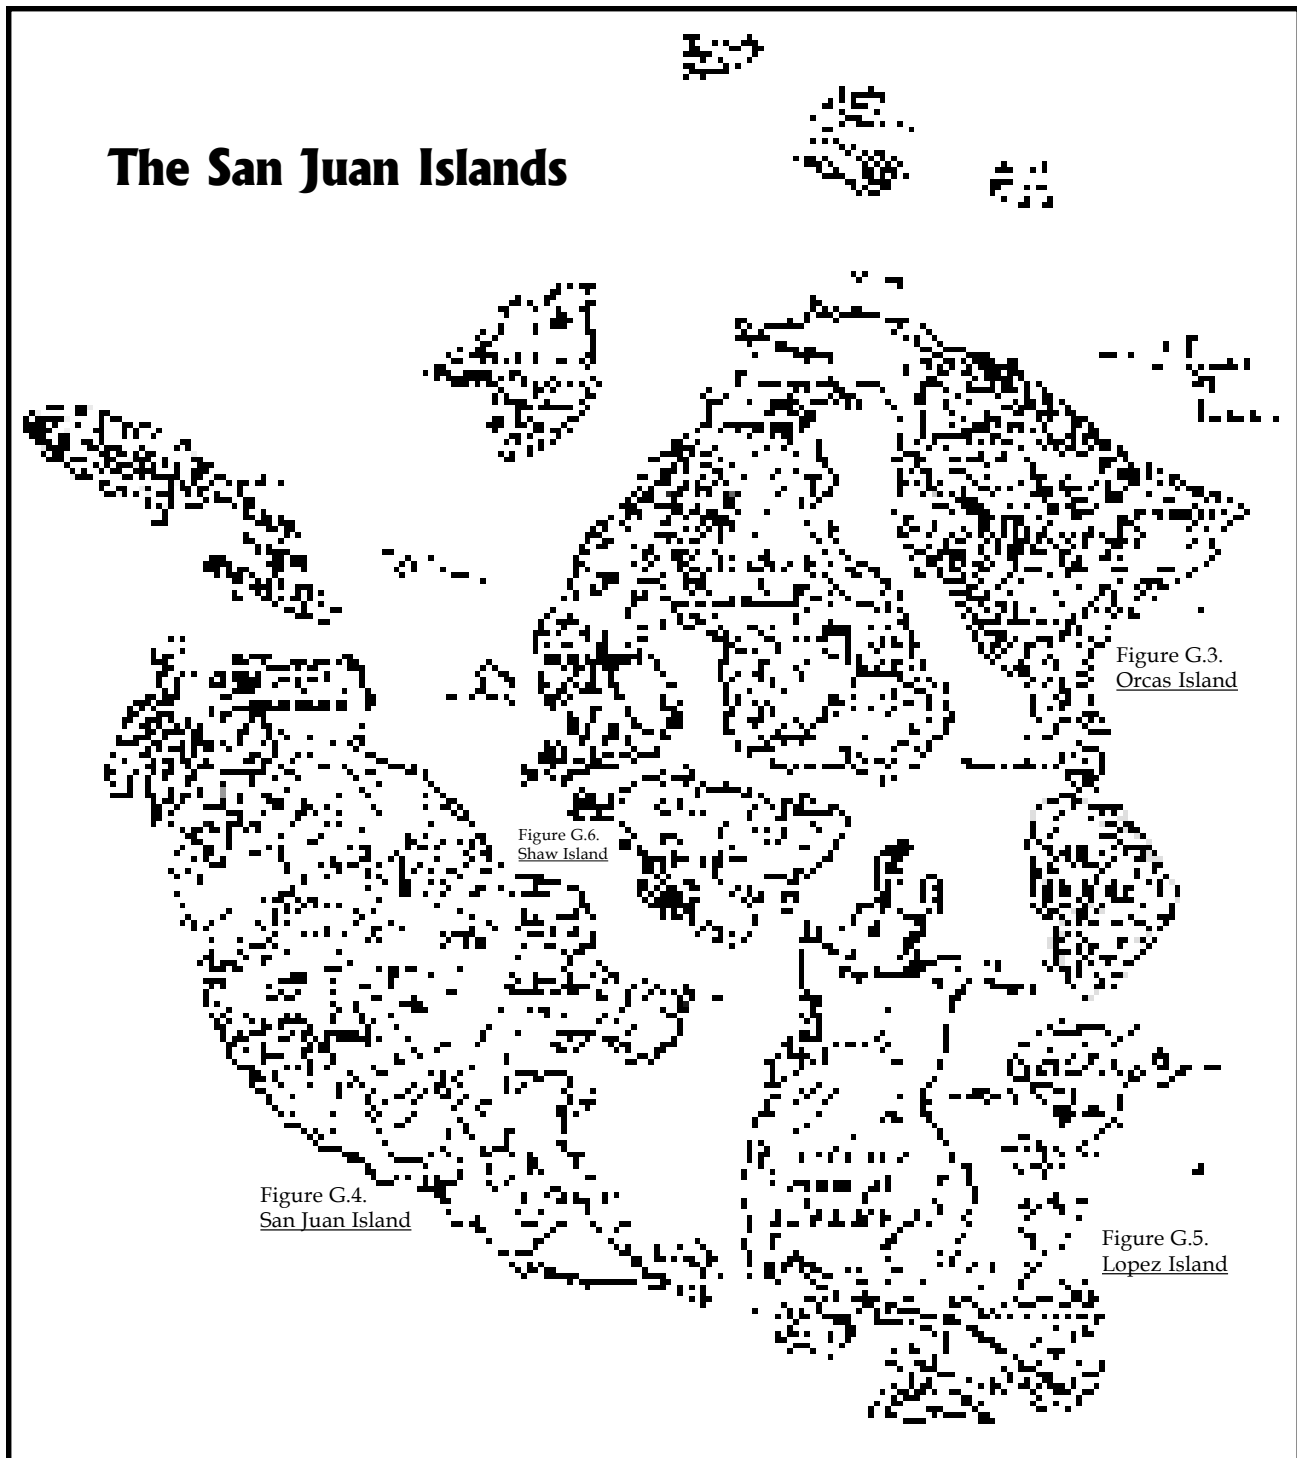 The San Juan Islands
Figure G.3.
Orcas Island
Figure G.6.
Shaw Island
Figure G.4.
San Juan Island
Figure G.5.
Lopez Island